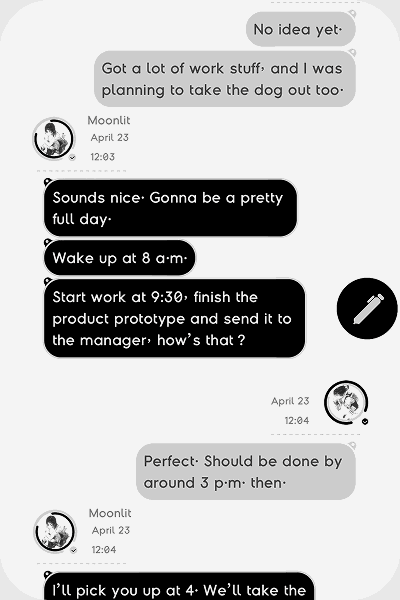 No idea yet·
Got a lot of work stuff, and I was
planning to take the dog out too·
Moonlit
April 23
12:03
Sounds nice· Gonna be a pretty
full day·
Wake up at 8 a·m·
Start work at 9:30, finish the
product prototype and send it to
the manager, how's that ?
April 23
12:04
Perfect· Should be done by
around 3 p·m· then·
Moonlit
April 23
12:04
I'll pick you up at 4· We'll take the